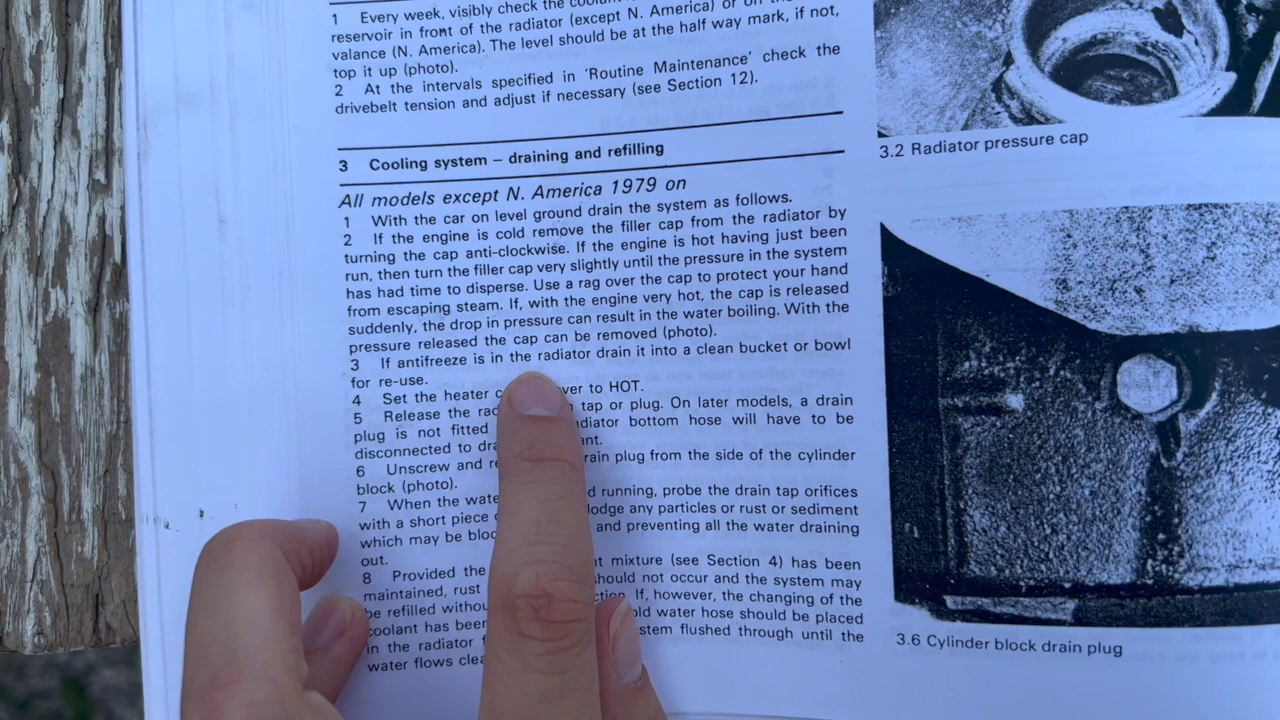 1 Every week, visibly check the
reservoir in front of the radiator (except N. America) or on
valance (N. America). The level should be at the half way mark, if not,
top it up (photo).
2 At the intervals specified in 'Routine Maintenance' check the
drivebelt tension and adjust if necessary (see Section 12).
3 Cooling system – draining and refilling
All models except N. America 1979 on
1 With the car on level ground drain the system as follows.
2 If the engine is cold remove the filler cap from the radiator by
turning the cap anti-clockwise. If the engine is hot having just been
run, then turn the filler cap very slightly until the pressure in the system
has had time to disperse. Use a rag over the cap to protect your hand
from escaping steam. If, with the engine very hot, the cap is released
suddenly, the drop in pressure can result in the water boiling. With the
pressure released the cap can be removed (photo).
3 If antifreeze is in the radiator drain it into a clean bucket or bowl
for re-use.
4 Set the heater to HOT.
5 Release the tap or plug. On later models, a drain
plug is not fitted bottom hose will have to be
disconnected to
6 Unscrew and plug from the side of the cylinder
block (photo).
7 When the running, probe the drain tap orifices
with a short piece any particles or rust or sediment
which may be and preventing all the water draining
out.
8 Provided the mixture (see Section 4) has been
maintained, rust should not occur and the system may
be refilled If, however, the changing of the
coolant has been water hose should be placed
in the radiator flushed through until the
water flows
3.2 Radiator pressure cap
3.6 Cylinder block drain plug